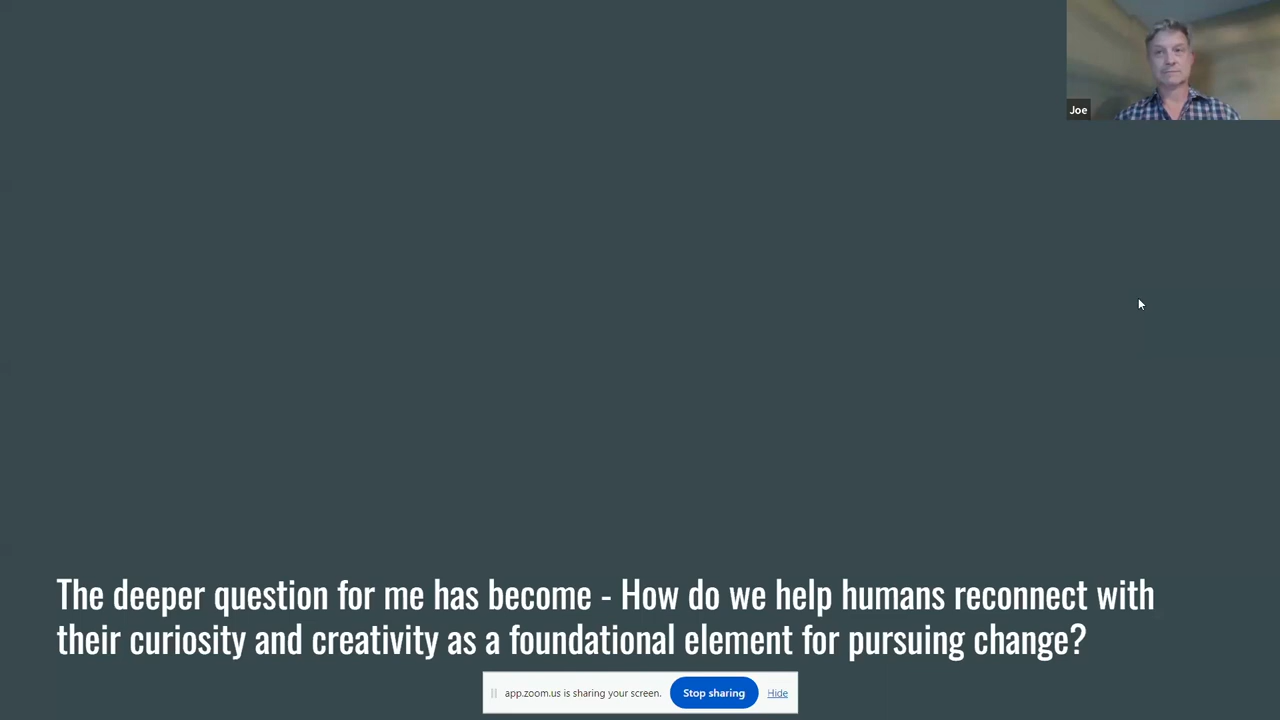 Joe
The deeper question for me has become - How do we help humans reconnect with
their curiosity and creativity as a foundational element for pursuing change?
app.zoom.us is sharing your screen. Stop sharing Hide